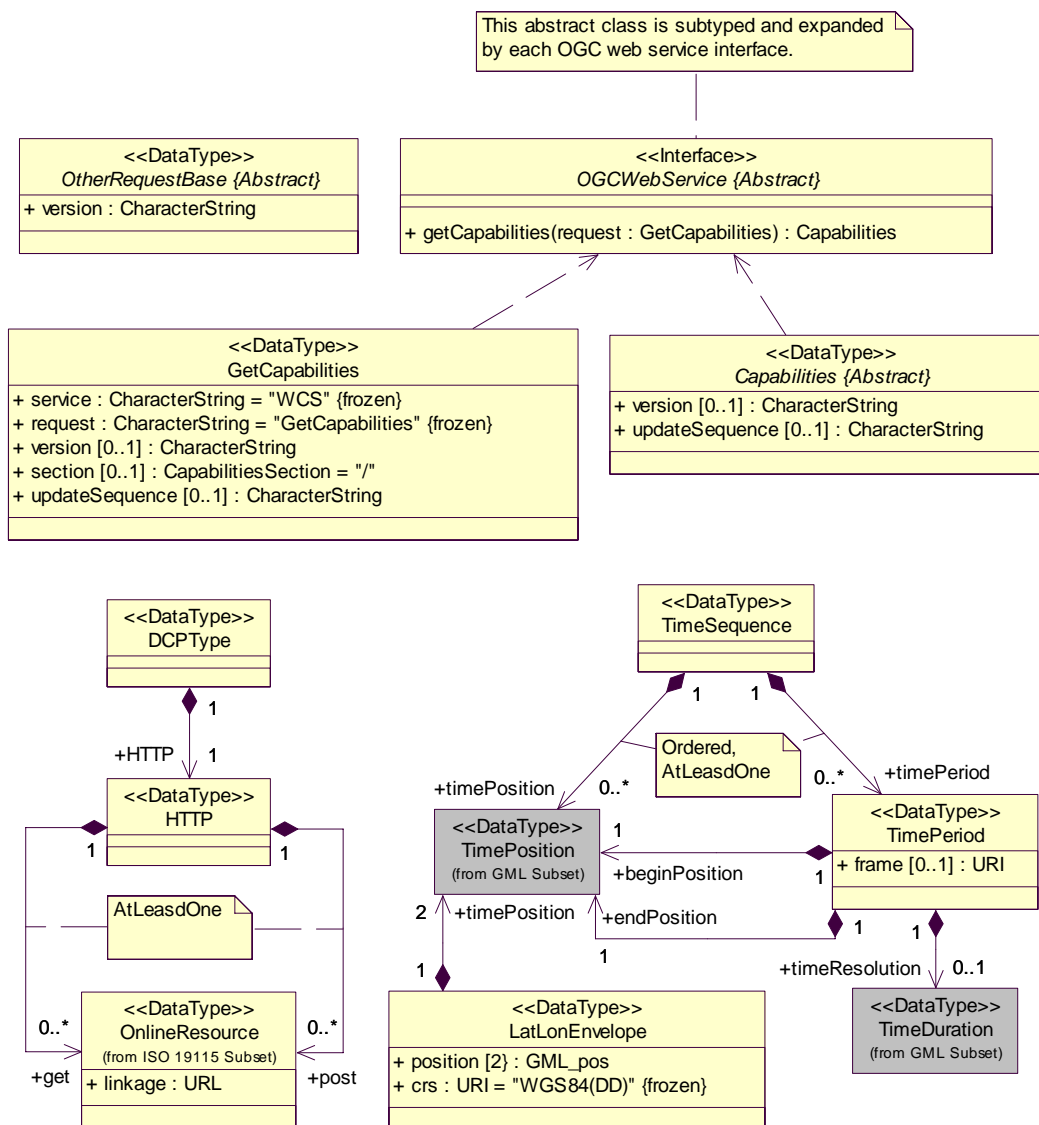 This abstract class is subtyped and expanded
by each OGC web service interface.
<<DataType>>
OtherRequestBase {Abstract}
+ version : CharacterString
<<Interface>>
OGCWebService {Abstract}
+ getCapabilities(request : GetCapabilities) : Capabilities
<<DataType>>
GetCapabilities
+ service : CharacterString = "WCS" {frozen}
+ request : CharacterString = "GetCapabilities" {frozen}
+ version [0..1] : CharacterString
+ section [0..1] : CapabilitiesSection = "/"
+ updateSequence [0..1] : CharacterString
<<DataType>>
Capabilities {Abstract}
+ version [0..1] : CharacterString
+ updateSequence [0..1] : CharacterString
<<DataType>>
DCPType
1
+HTTP
1
<<DataType>>
HTTP
1
1
AtLeasdOne
0..*
0..*
+get
+post
<<DataType>>
OnlineResource
(from ISO 19115 Subset)
+ linkage : URL
<<DataType>>
TimeSequence
1
1
Ordered,
AtLeasdOne
+timePosition
0..*
0..*
+timePeriod
<<DataType>>
TimePosition
(from GML Subset)
<<DataType>>
TimePeriod
+ frame [0..1] : URI
1
+beginPosition
1
2
+timePosition
+endPosition
1
1
1
1
+timeResolution
0..1
<<DataType>>
LatLonEnvelope
+ position [2} : GML_pos
+ crs : URI = "WGS84(DD)" {frozen}
<<DataType>>
TimeDuration
(from GML Subset)